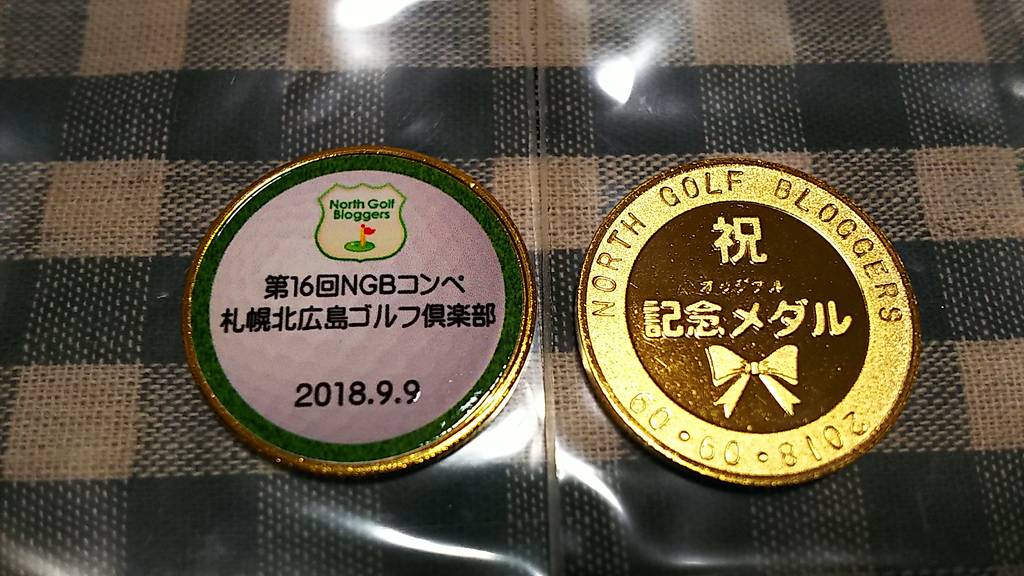 North Golf
Bloggers
第16回NGBコンペ
札幌北広島ゴルフ倶楽部
2018.9.9
NORTH GOLF BLOGGERS
祝
オリジナル
記念メダル
2018・09・09